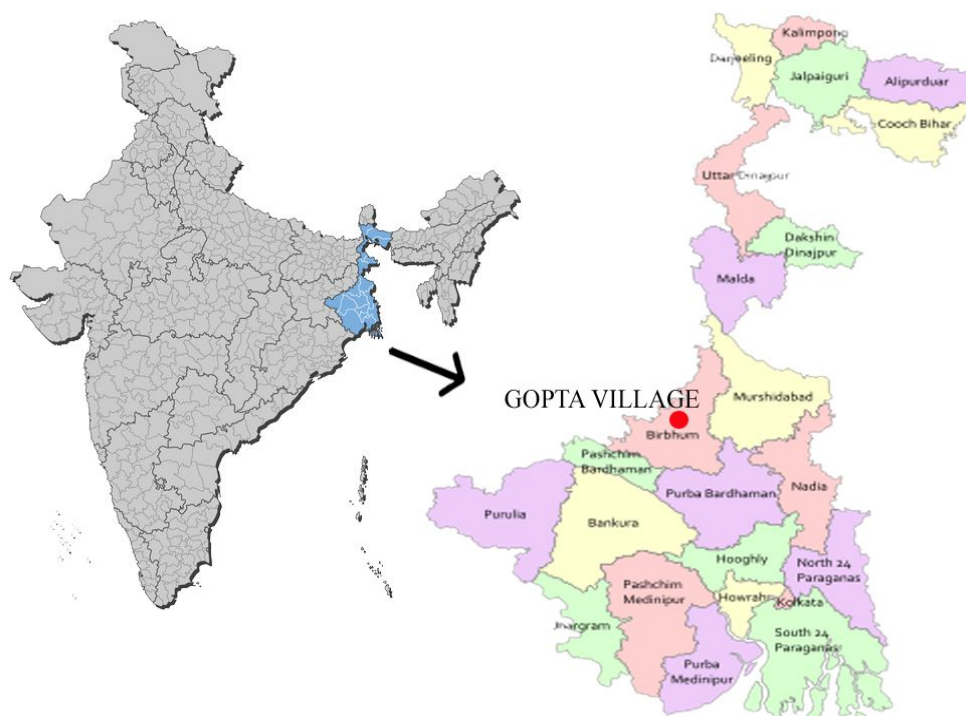 Kalimpong
Darjeeling
Jalpaiguri
Alipurduar
Cooch Bihar
Uttar Dinajpur
Dakshin
Dinajpur
Malda
GOPTA VILLAGE
Murshidabad
Birbhum
Pashchim
Bardhaman
Purba Bardhaman
Nadia
Purulia
Bankura
Hooghly
North 24
Paraganas
Pashchim
Medinipur
Howrah
Kolkata
Jhargram
South 24
Paraganas
Purba
Medinipur